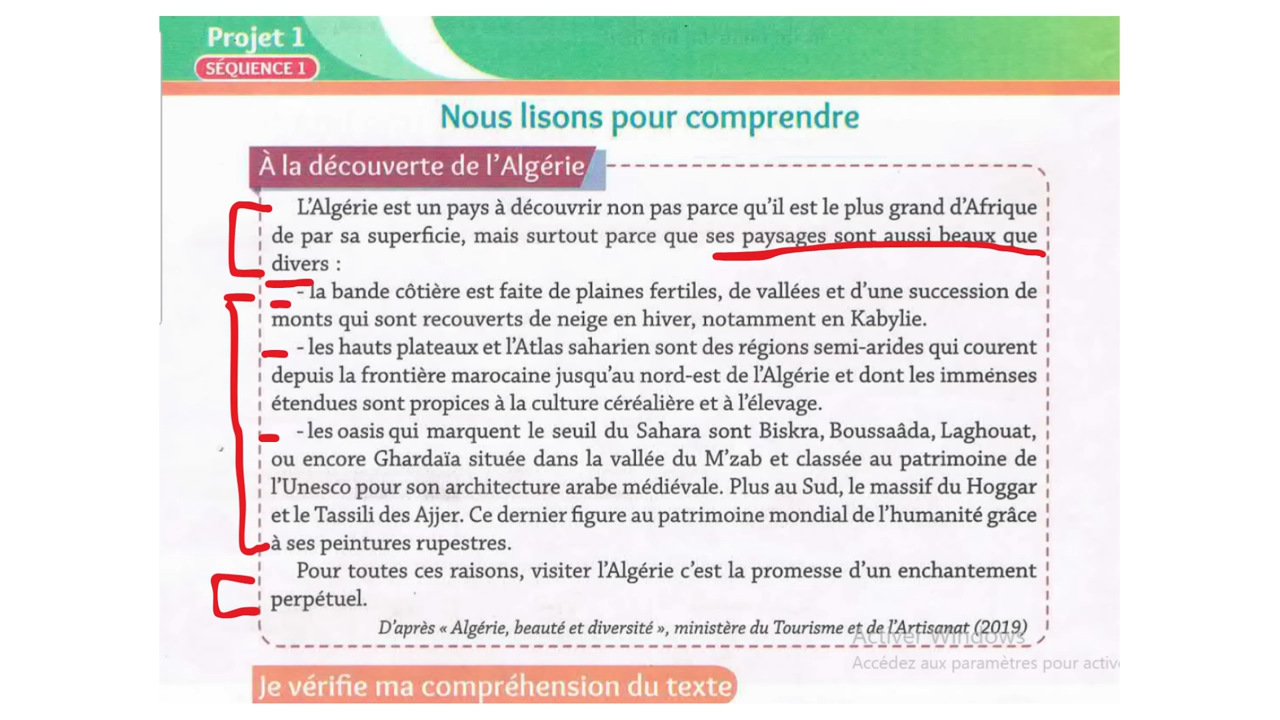 Projet 1
SÉQUENCE 1
Nous lisons pour comprendre
À la découverte de l'Algérie
L'Algérie est un pays à découvrir non pas parce qu'il est le plus grand d'Afrique
de par sa superficie, mais surtout parce que ses paysages sont aussi beaux que
divers :
- la bande côtière est faite de plaines fertiles, de vallées et d'une succession de
monts qui sont recouverts de neige en hiver, notamment en Kabylie.
- les hauts plateaux et l'Atlas saharien sont des régions semi-arides qui courent
depuis la frontière marocaine jusqu'au nord-est de l'Algérie et dont les immenses
étendues sont propices à la culture céréalière et à l'élevage.
- les oasis qui marquent le seuil du Sahara sont Biskra, Boussaâda, Laghouat,
ou encore Ghardaïa située dans la vallée du M'zab et classée au patrimoine de
l'Unesco pour son architecture arabe médiévale. Plus au Sud, le massif du Hoggar
et le Tassili des Ajjer. Ce dernier figure au patrimoine mondial de l'humanité grâce
à ses peintures rupestres.
Pour toutes ces raisons, visiter l'Algérie c'est la promesse d'un enchantement
perpétuel.
D'après « Algérie, beauté et diversité », ministère du Tourisme et de l'Artisanat (2019)
Activer Windows
Accédez aux paramètres pour active
Je vérifie ma compréhension du texte